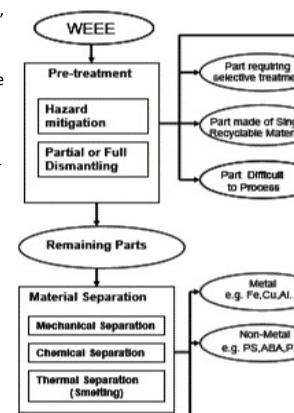 WEEE
Pre-treatment
Hazard
mitigation
Partial or Full
Dismantling
Part requiring
selective treatme
Part made of Sing
Recyclable Mater
Part Difficult
to Process
Remaining Parts
Material Separation
Mechanical Separation
Chemical Separation
Thermal Separation
(Smelting)
Metal
e.g. Fe,Cu,Al..
Non-Metal
e.g. PS,ABA,P